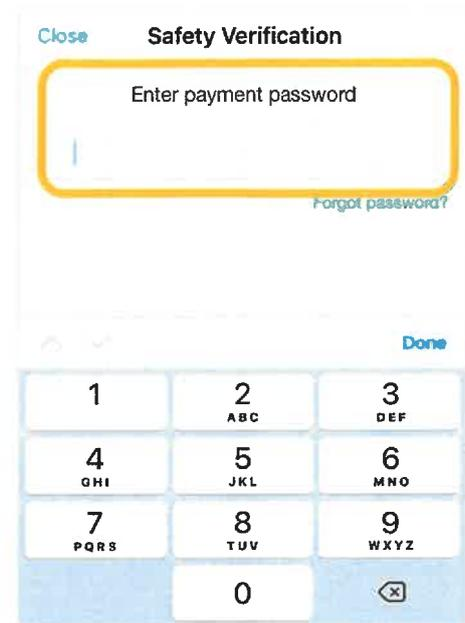 Close Safety Verification
Enter payment password
Forgot password?
Done
1 2 3
ABC DEF
4 5 6
GHI JKL MNO
7 8 9
PQRS TUV WXYZ
0